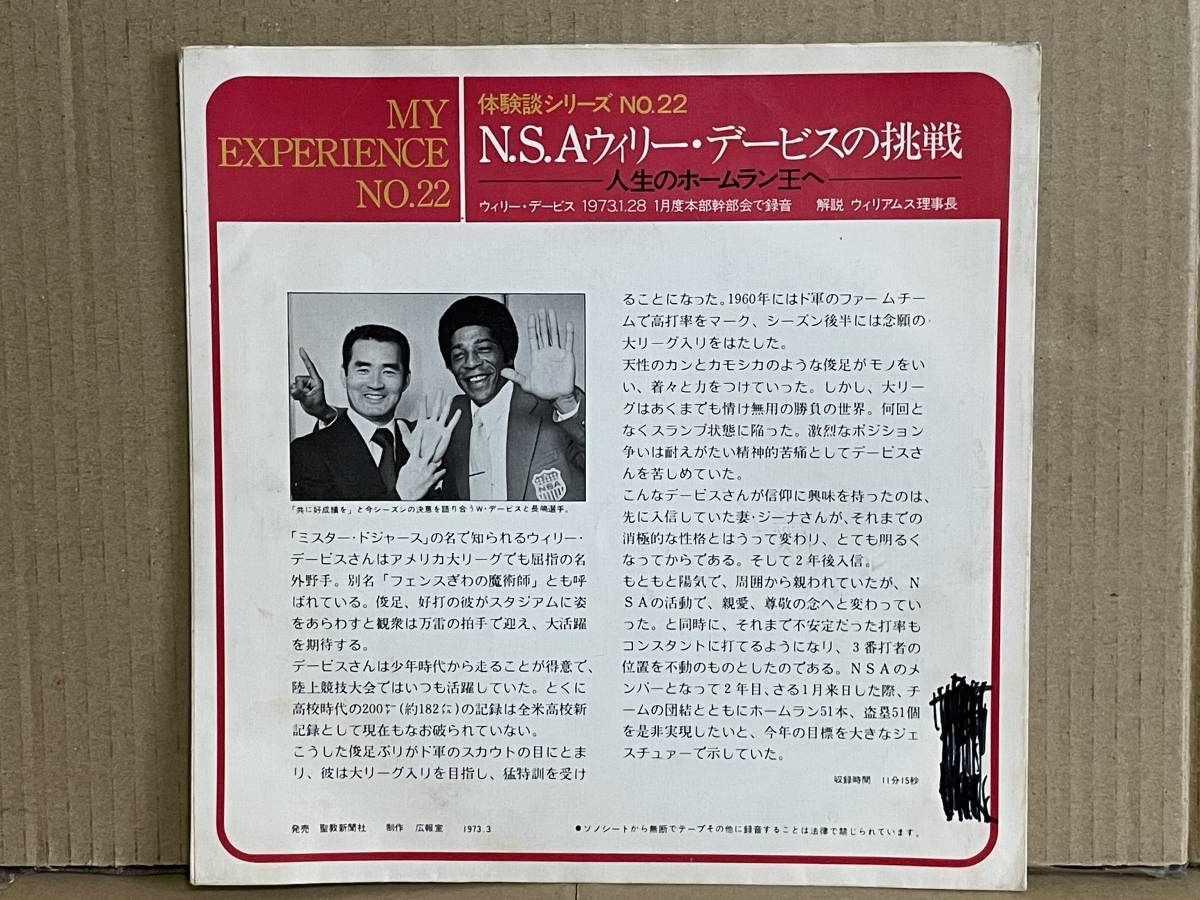 MY
EXPERIENCE
NO.22
体験談シリーズ NO.22
N.S.Aウィリー・デービスの挑戦
人生のホームラン王へ
ウィリー・デービス 1973.1.28 1月度本部幹部会で録音 解説 ウィリアムス理事長
NSA
「共に好成績を」と今シーズンの決意を語り合うW・デービスと長嶋選手。
「ミスター・ドジャース」の名で知られるウィリー・
デービスさんはアメリカ大リーグでも屈指の名
外野手。別名「フェンスぎわの魔術師」とも呼
ばれている。俊足、好打の彼がスタジアムに姿
をあらわすと観衆は万雷の拍手で迎え、大活躍
を期待する。
デービスさんは少年時代から走ることが得意で、
陸上競技大会ではいつも活躍していた。とくに
高校時代の200ヤード(約182メートル)の記録は全米高校新
記録として現在もなお破られていない。
こうした俊足ぶりがド軍のスカウトの目にとま
り、彼は大リーグ入りを目指し、猛特訓を受け
ることになった。1960年にはド軍のファームチー
ムで高打率をマーク、シーズン後半には念願の
大リーグ入りをはたした。
天性のカンとカモシカのような俊足がモノをい
い、着々と力をつけていった。しかし、大リー
グはあくまでも情け無用の勝負の世界。何回と
なくスランプ状態に陥った。激烈なポジション
争いは耐えがたい精神的苦痛としてデービスさ
んを苦しめていた。
こんなデービスさんが信仰に興味を持ったのは、
先に入信していた妻・ジーナさんが、それまでの
消極的な性格とはうって変わり、とても明るく
なってからである。そして2年後入信。
もともと陽気で、周囲から親われていたが、N
SAの活動で、親愛、尊敬の念へと変わってい
った。と同時に、それまで不安定だった打率も
コンスタントに打てるようになり、3番打者の
位置を不動のものとしたのである。NSAのメ
ンバーとなって2年目、さる1月来日した際、チ
ームの団結とともにホームラン51本、盗塁51個
を是非実現したいと、今年の目標を大きなジェ
スチュアーで示していた。
収録時間 11分15秒
発売 聖教新聞社 制作 広報室 1973.3
●ソノシートから無断でテープその他に録音することは法律で禁じられています。